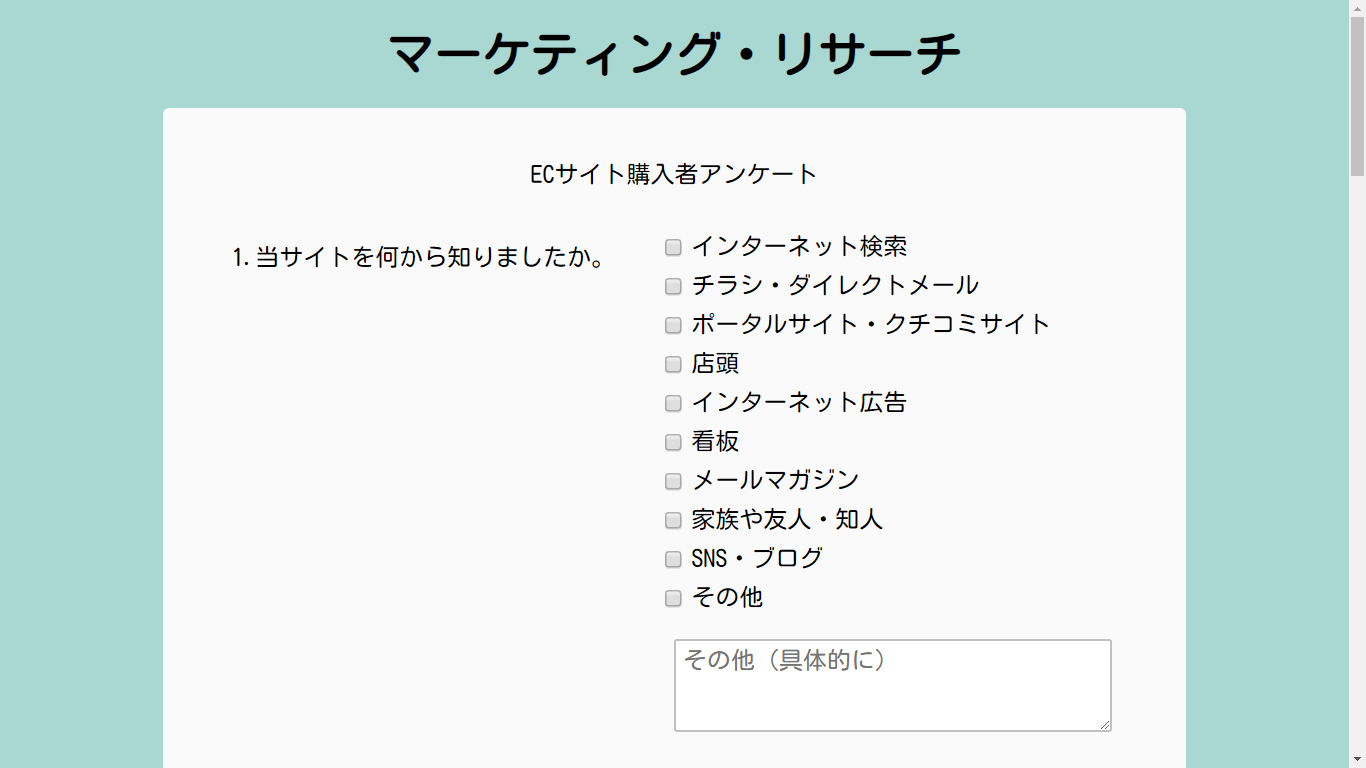 マーケティング・リサーチ
ECサイト購入者アンケート
1.当サイトを何から知りましたか。
インターネット検索
チラシ・ダイレクトメール
ポータルサイト・クチコミサイト
店頭
インターネット広告
看板
メールマガジン
家族や友人・知人
SNS・ブログ
その他
その他（具体的に）